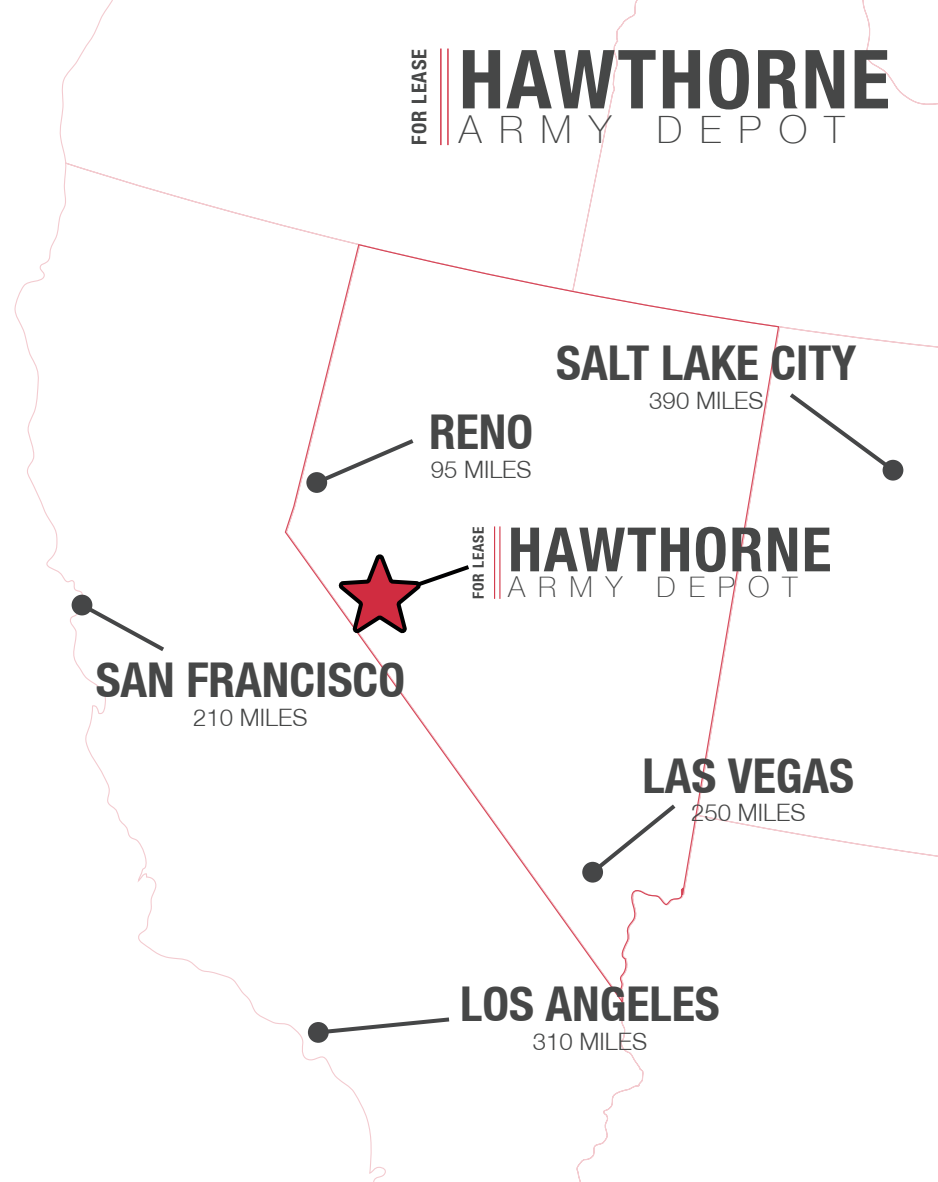 FOR LEASE
HAWTHORNE
ARMY DEPOT
SALT LAKE CITY
390 MILES
RENO
95 MILES
FOR LEASE
HAWTHORNE
ARMY DEPOT
SAN FRANCISCO
210 MILES
LAS VEGAS
250 MILES
LOS ANGELES
310 MILES